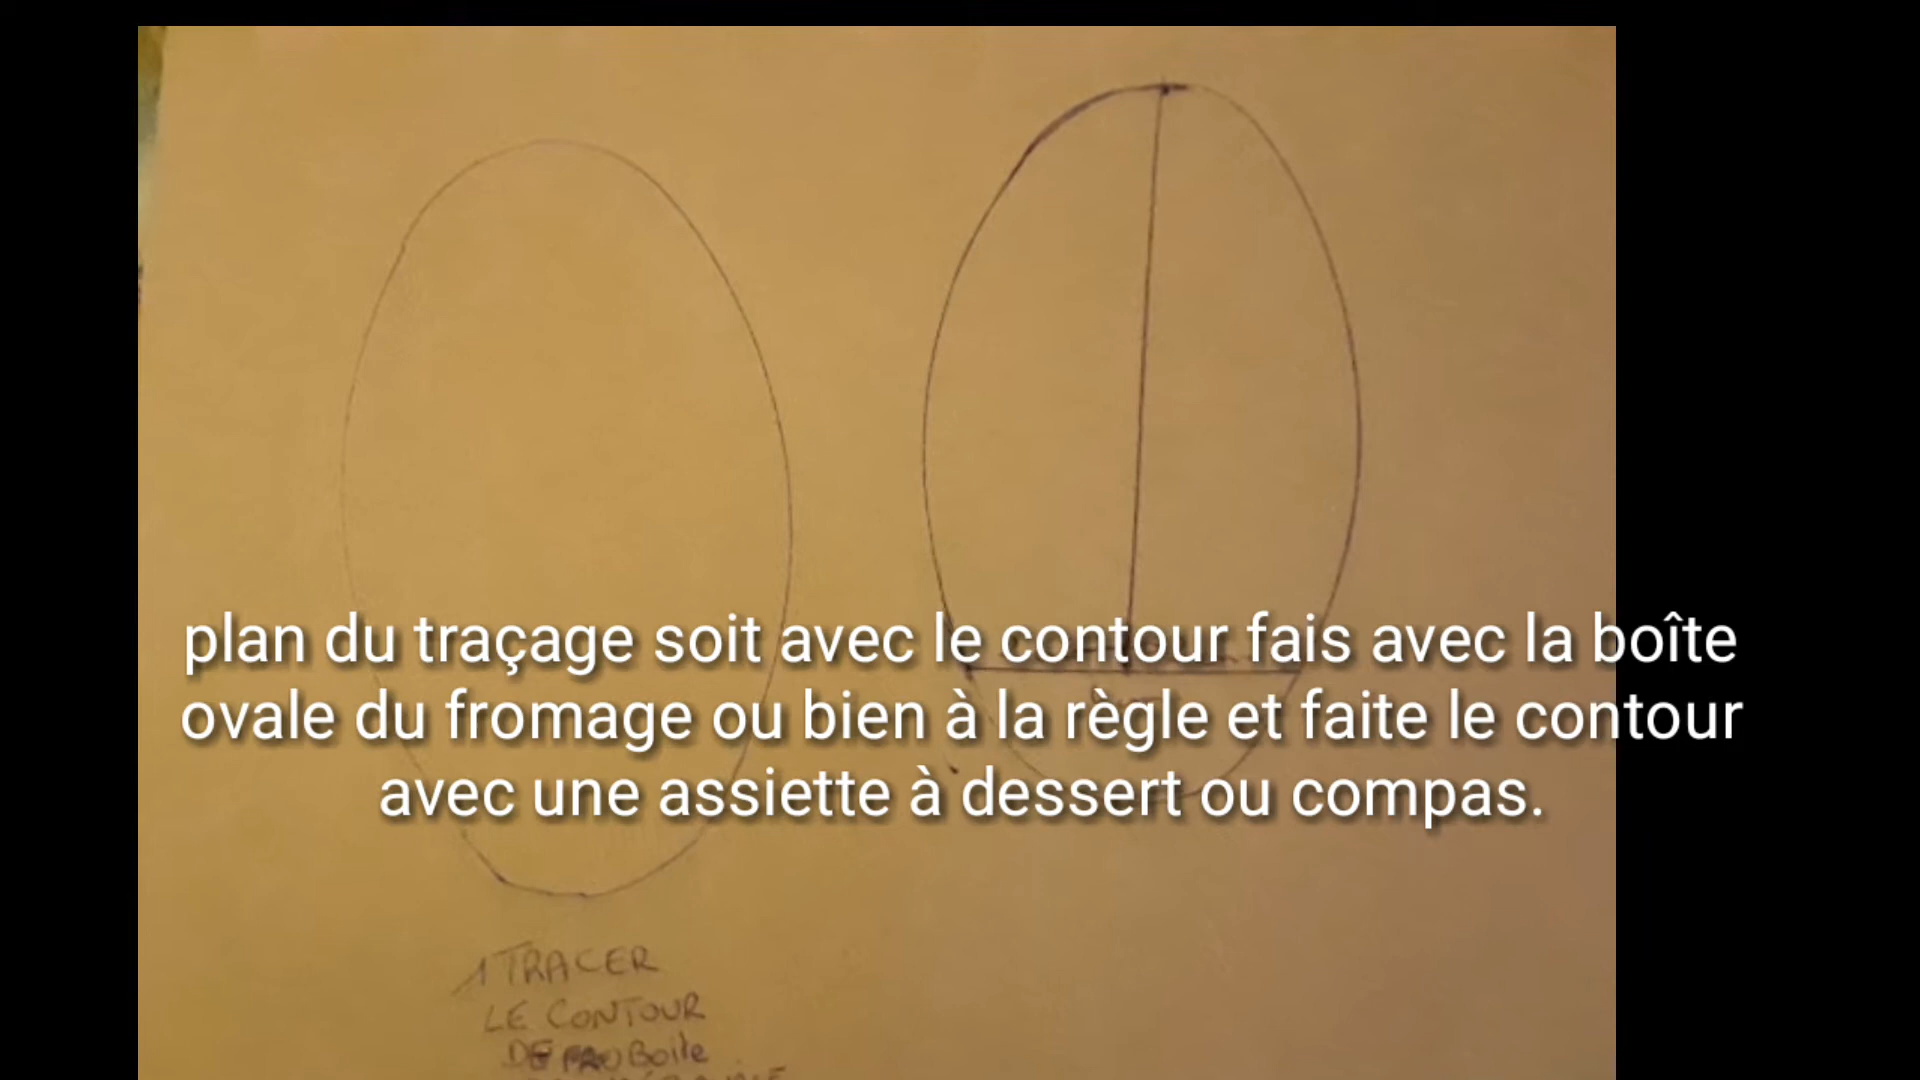 plan du traçage soit avec le contour fais avec la boîte
ovale du fromage ou bien à la règle et faite le contour
avec une assiette à dessert ou compas.
1 TRACER
LE CONTOUR
Boite